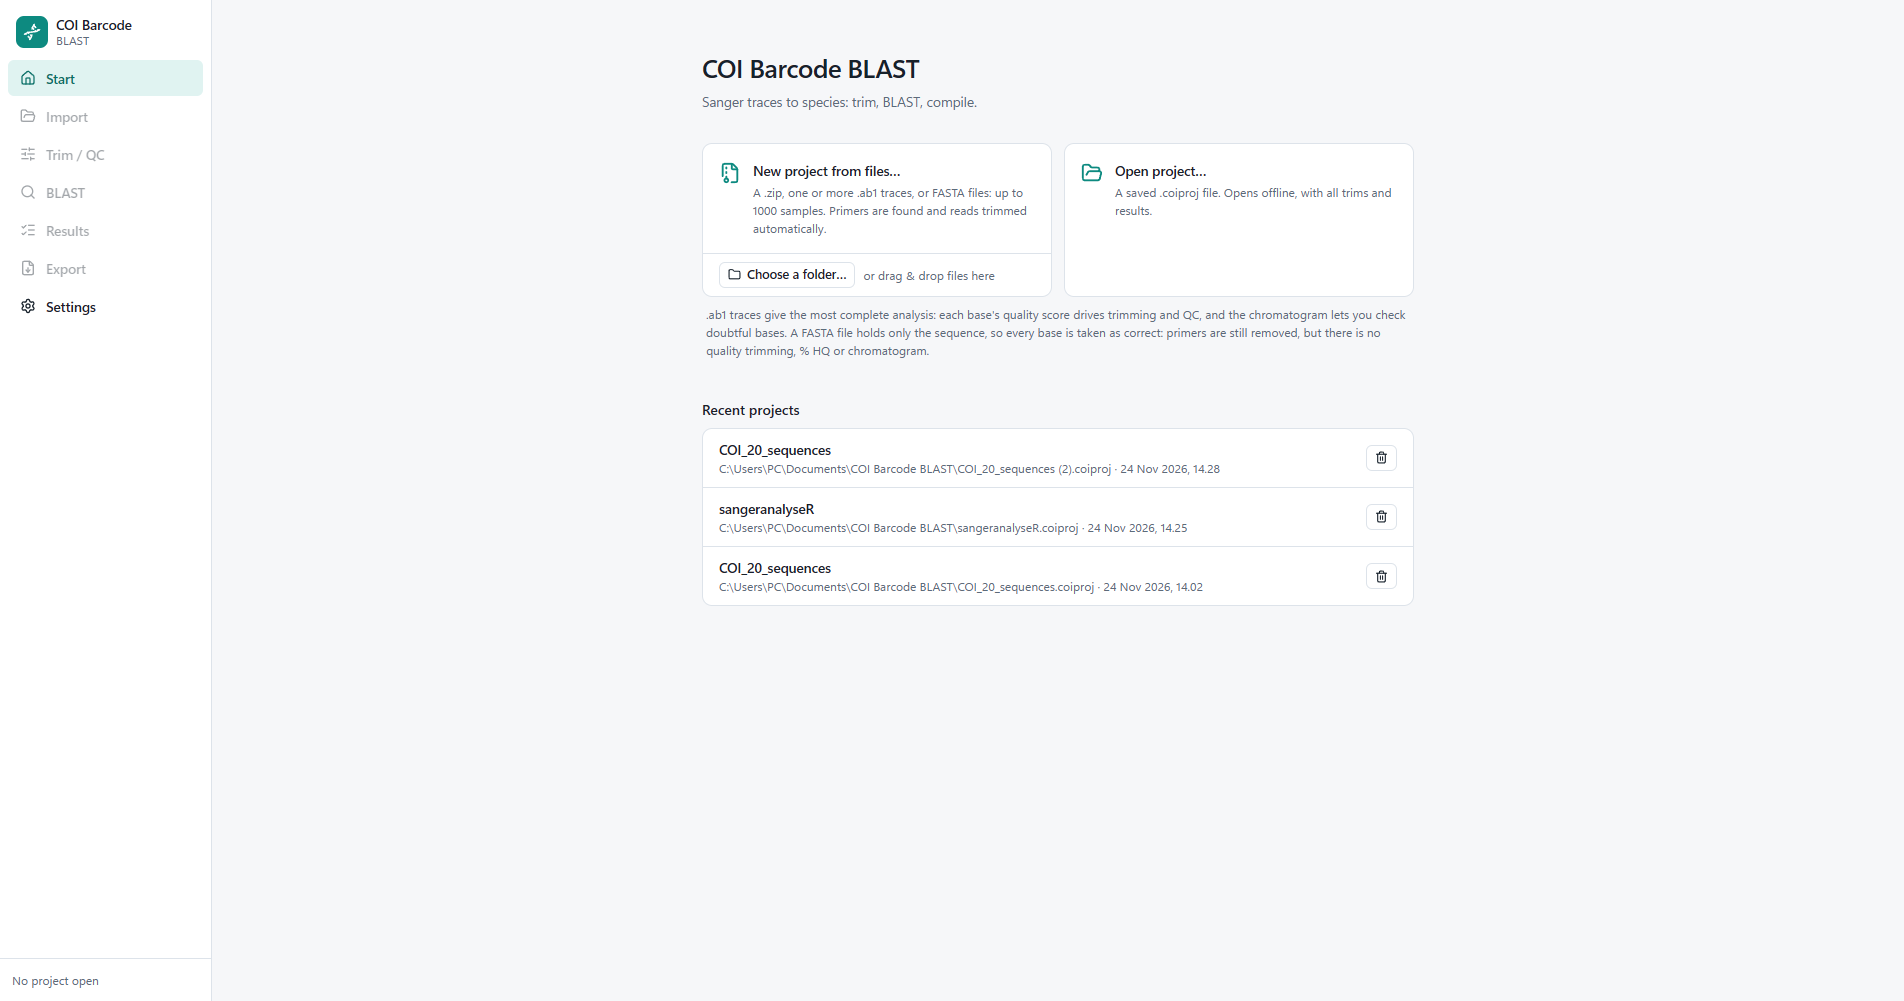 COI Barcode
BLAST
Start
Import
Trim / QC
BLAST
Results
Export
Settings
No project open
COI Barcode BLAST
Sanger traces to species: trim, BLAST, compile.
New project from files...
A .zip, one or more .ab1 traces, or FASTA files: up to
1000 samples. Primers are found and reads trimmed
automatically.
Choose a folder...
or drag & drop files here
Open project...
A saved .coiproj file. Opens offline, with all trims and
results.
.ab1 traces give the most complete analysis: each base's quality score drives trimming and QC, and the chromatogram lets you check
doubtful bases. A FASTA file holds only the sequence, so every base is taken as correct: primers are still removed, but there is no
quality trimming, % HQ or chromatogram.
Recent projects
COI_20_sequences
C:\Users\PC\Documents\COI Barcode BLAST\COI_20_sequences (2).coiproj · 24 Nov 2026, 14.28
sangeranalyseR
C:\Users\PC\Documents\COI Barcode BLAST\sangeranalyseR.coiproj · 24 Nov 2026, 14.25
COI_20_sequences
C:\Users\PC\Documents\COI Barcode BLAST\COI_20_sequences.coiproj · 24 Nov 2026, 14.02